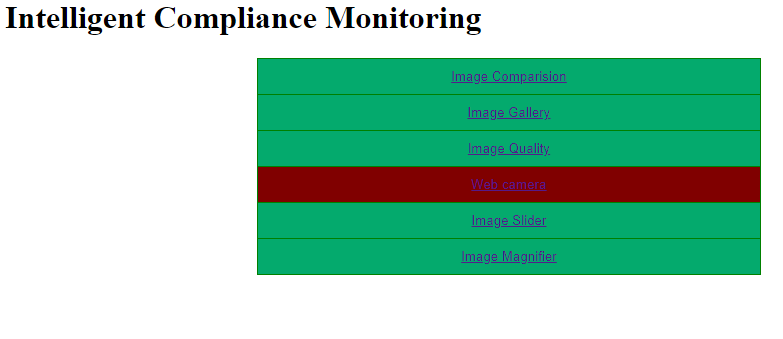 Intelligent Compliance Monitoring
Image Comparision
Image Gallery
Image Quality
Web camera
Image Slider
Image Magnifier